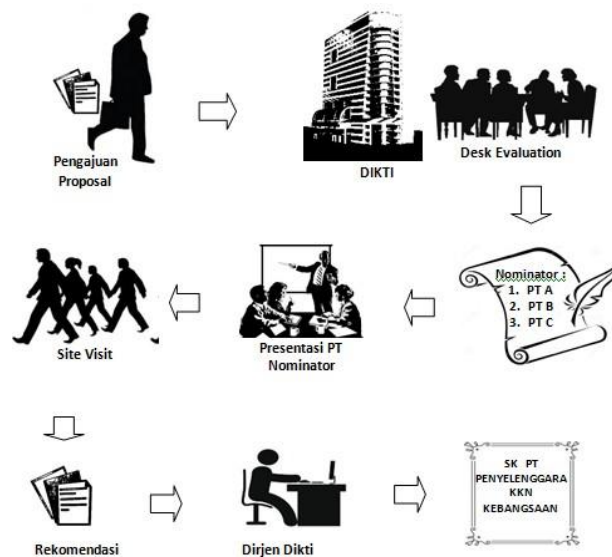 Pengajuan
Proposal
DIKTI
Desk Evaluation
Nominator :
1. PT A
2. PT B
3. PT C
Presentasi PT
Nominator
Site Visit
Rekomendasi
Dirjen Dikti
SK PT
PENYELENGGARA
KKN
KEBANGSAAN